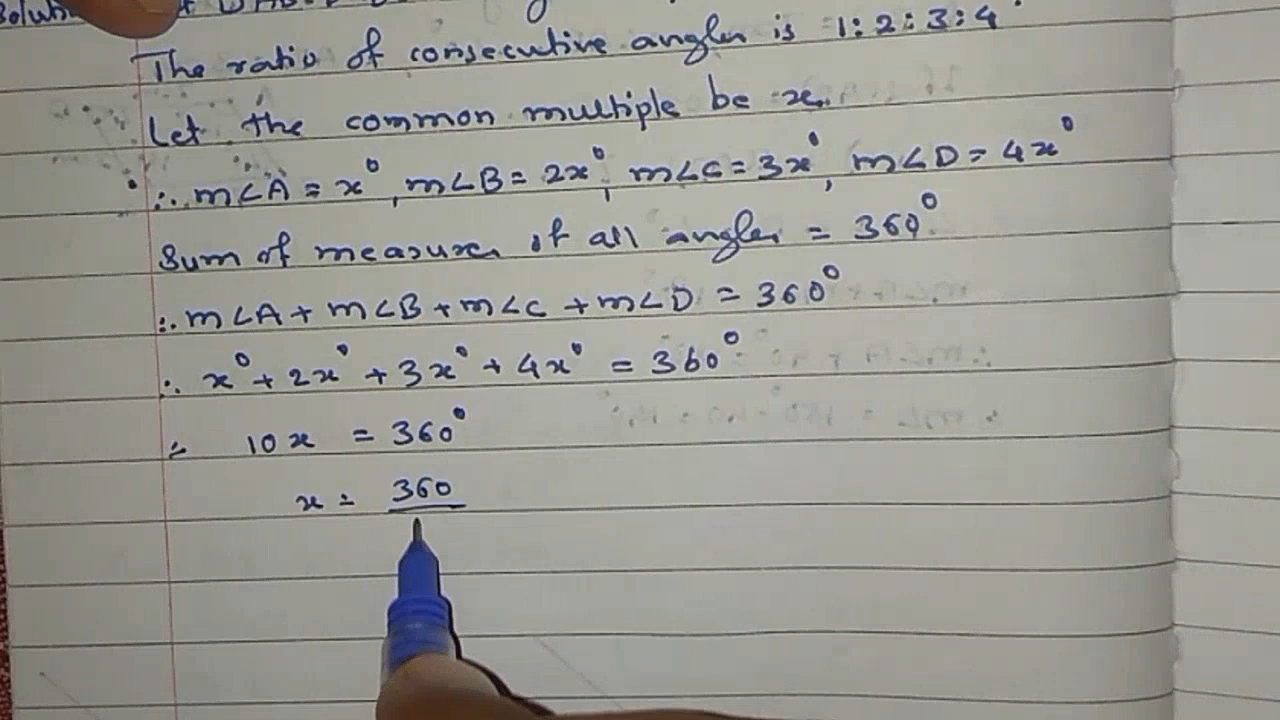 The ratio of consecutive angles is 1:2:3:4
Let the common multiple be x.
∴ m∠A = x°, m∠B = 2x°, m∠C = 3x°, m∠D = 4x°
Sum of measures of all angles = 360°.
∴ m∠A + m∠B + m∠C + m∠D = 360°
∴ x° + 2x° + 3x° + 4x° = 360°
∴ 10x = 360°
x = 360